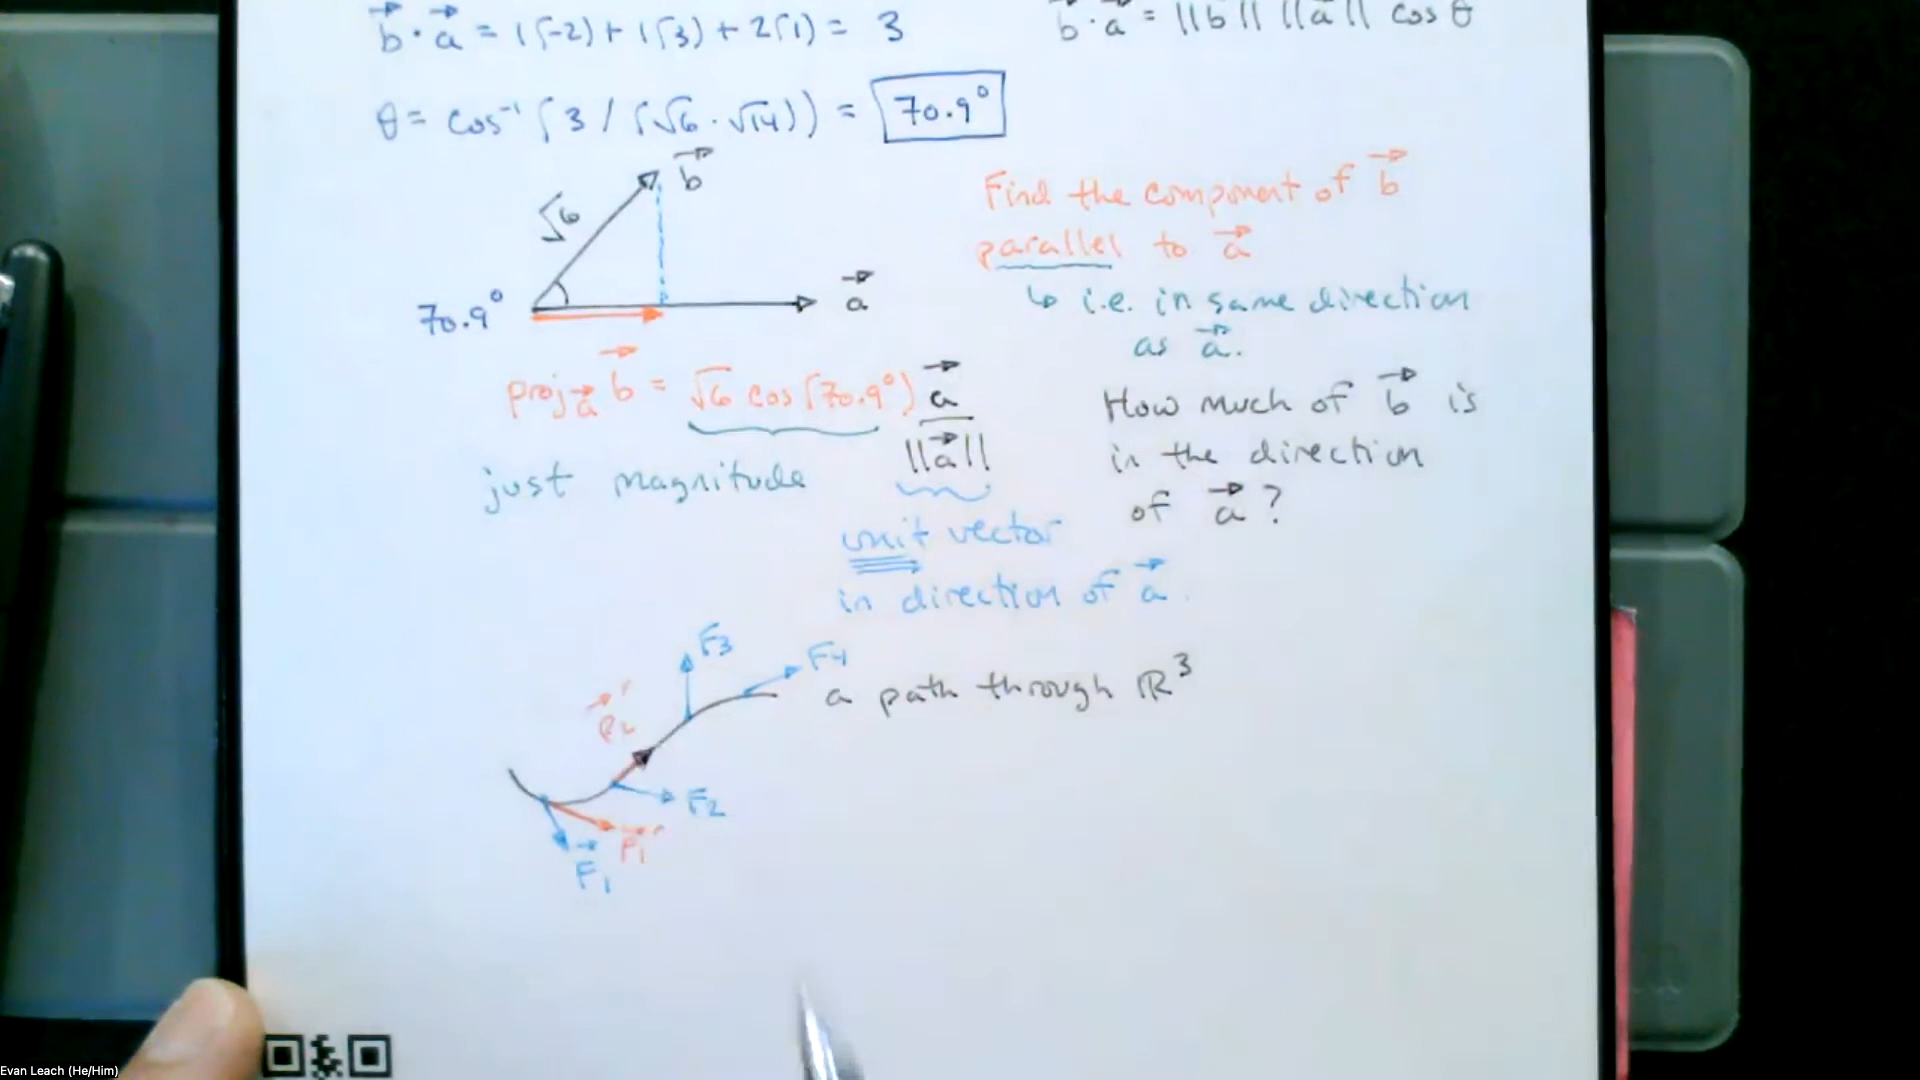 b⃗ · a⃗ = 1(-2) + 1(3) + 2(1) = 3
b⃗ · a⃗ = ||b|| ||a⃗|| cos θ
θ = cos⁻¹(3 / (√6 · √14)) = 70.9°
b⃗
√6
70.9°
a⃗
Find the component of b⃗
parallel to a⃗
↳ i.e. in same direction
as a⃗.
proj a⃗ b⃗ = √6 cos(70.9°) a⃗
||a⃗||
just magnitude
How much of b⃗ is
in the direction
of a⃗?
unit vector
in direction of a⃗.
F3
F4
a path through ℝ³
F2
F⃗1
Evan Leach (He/Him)